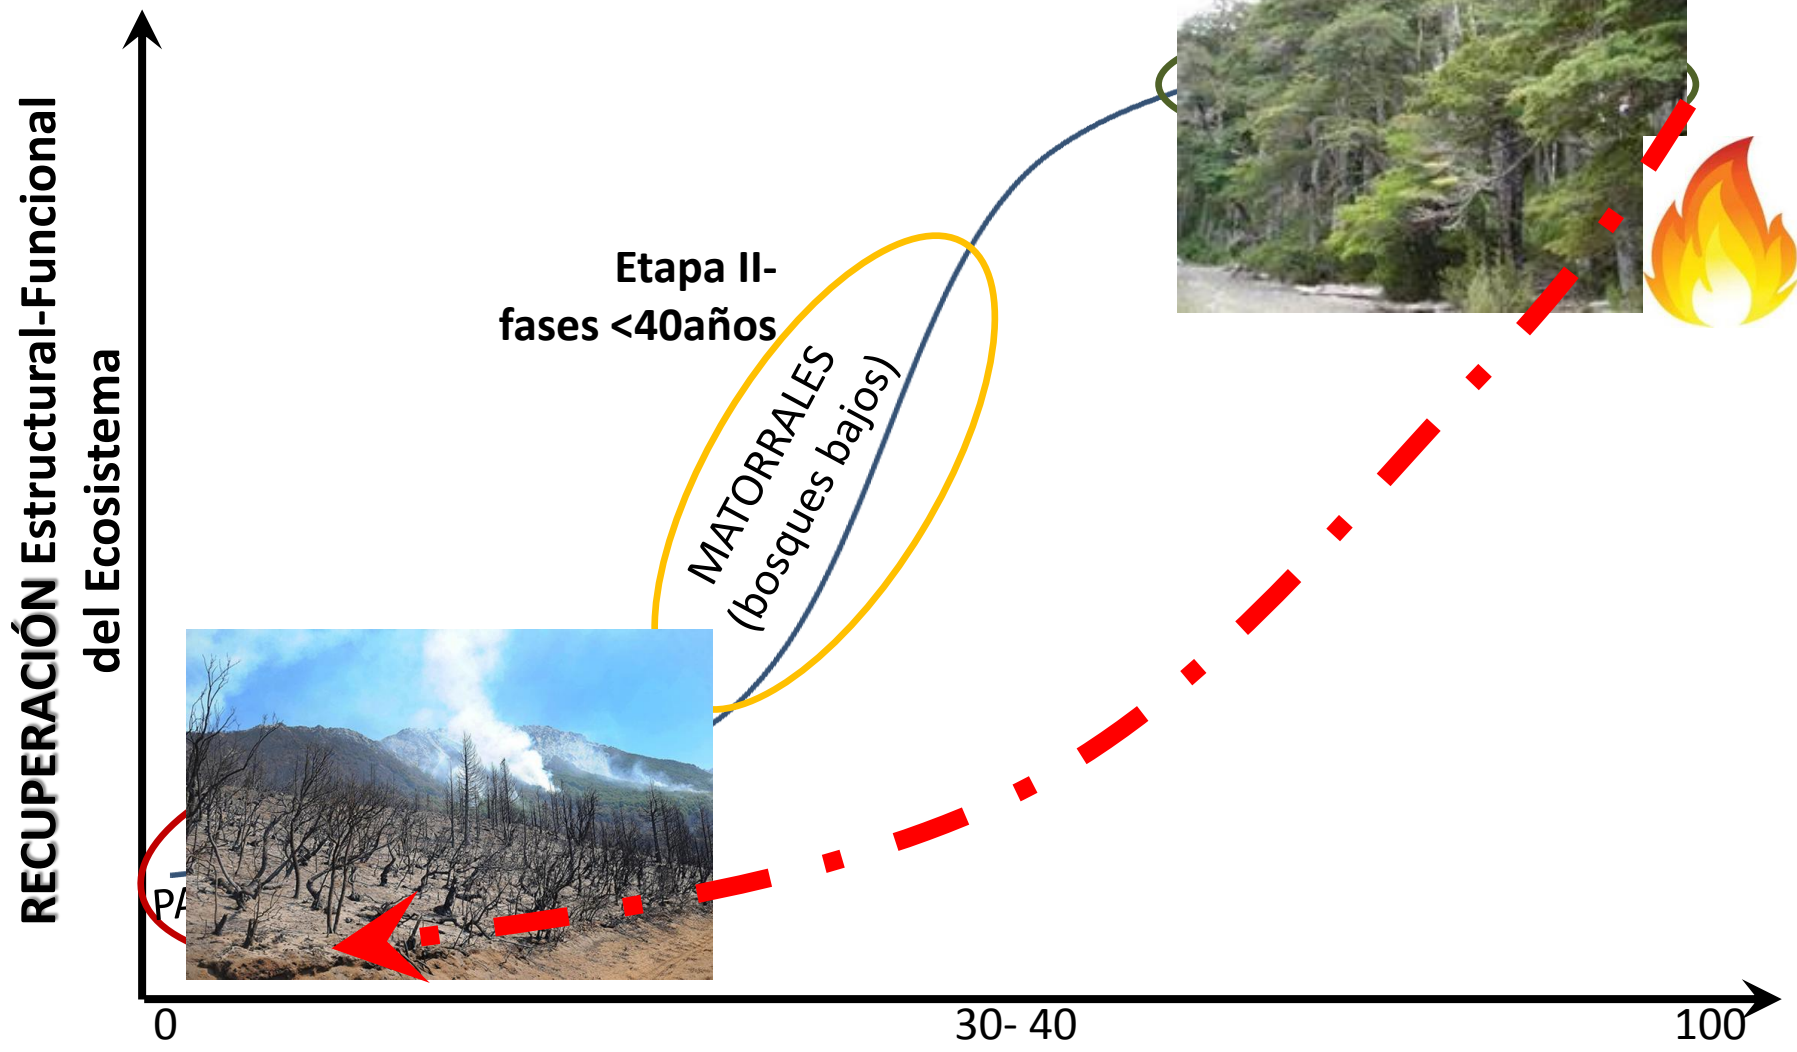 RECUPERACIÓN Estructural-Funcional
del Ecosistema
Etapa II-
fases <40años
MATORRALES
(bosques bajos)
0
30- 40
100